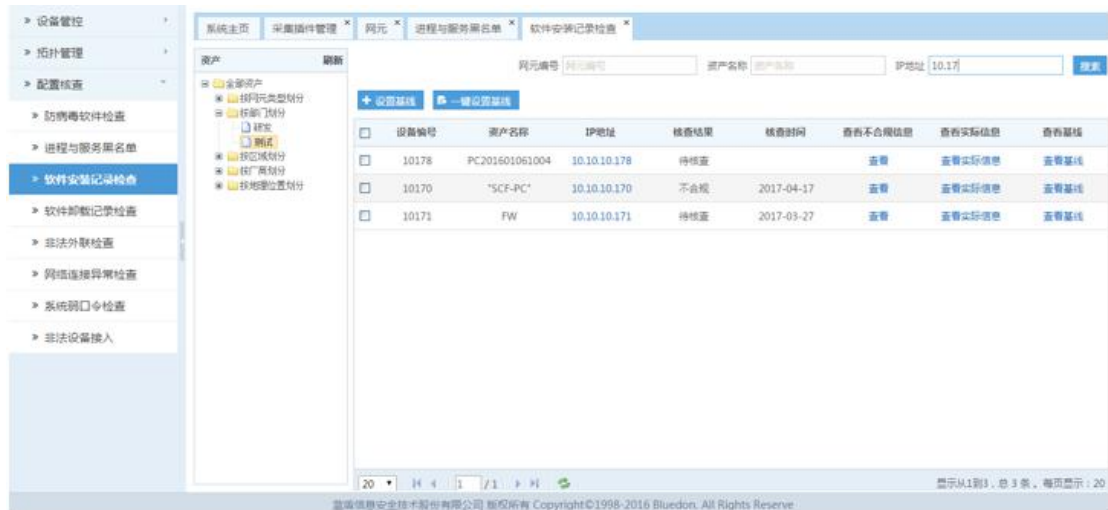 设备管控
拓扑管理
配置核查
防病毒软件检查
进程与服务黑名单
软件安装记录检查
软件卸载记录检查
非法外联检查
网络连接异常检查
系统弱口令检查
非法设备接入
系统主页 采集插件管理 × 网元 × 进程与服务黑名单 × 软件安装记录检查 ×
资产 刷新
全部资产
按网元类型划分
按部门划分
研发
测试
按区域划分
按厂商划分
按地理位置划分
网元编号 网元编号 资产名称 资产名称 IP地址 10.17 搜索
设置基线 一键设置基线
设备编号 资产名称 IP地址 核查结果 核查时间 查看不合规信息 查看实际信息 查看基线
10178 PC201601061004 10.10.10.178 待核查 查看 查看实际信息 查看基线
10170 "SCF-PC" 10.10.10.170 不合规 2017-04-17 查看 查看实际信息 查看基线
10171 FW 10.10.10.171 待核查 2017-03-27 查看 查看实际信息 查看基线
20 1 /1 显示从1到3，总 3 条。每页显示：20
蓝盾信息安全技术股份有限公司 版权所有 Copyright©1998-2016 Bluedon. All Rights Reserve